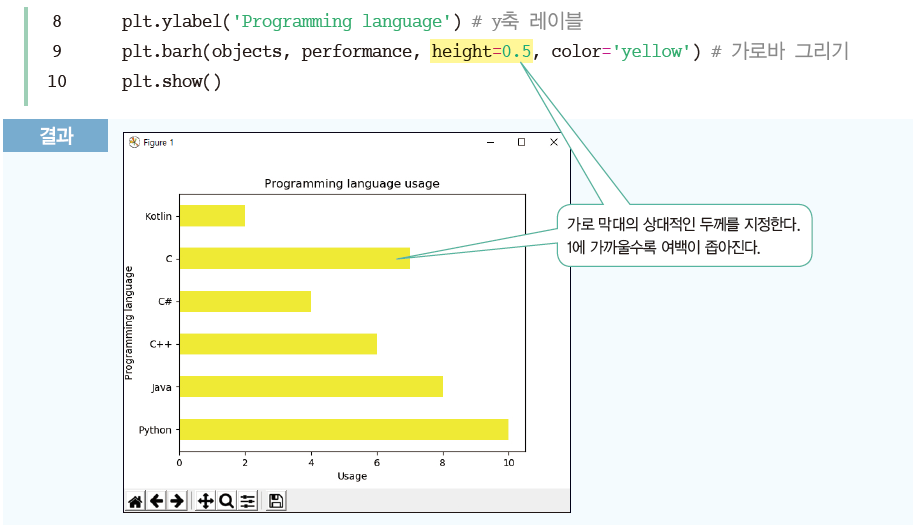 8 plt.ylabel('Programming language') # y축 레이블
9 plt.barh(objects, performance, height=0.5, color='yellow') # 가로바 그리기
10 plt.show()
결과
Figure 1
Programming language usage
가로 막대의 상대적인 두께를 지정한다.
1에 가까울수록 여백이 좁아진다.
Programming language
Kotlin
C
C#
C++
Java
Python
0 2 4 6 8 10
Usage